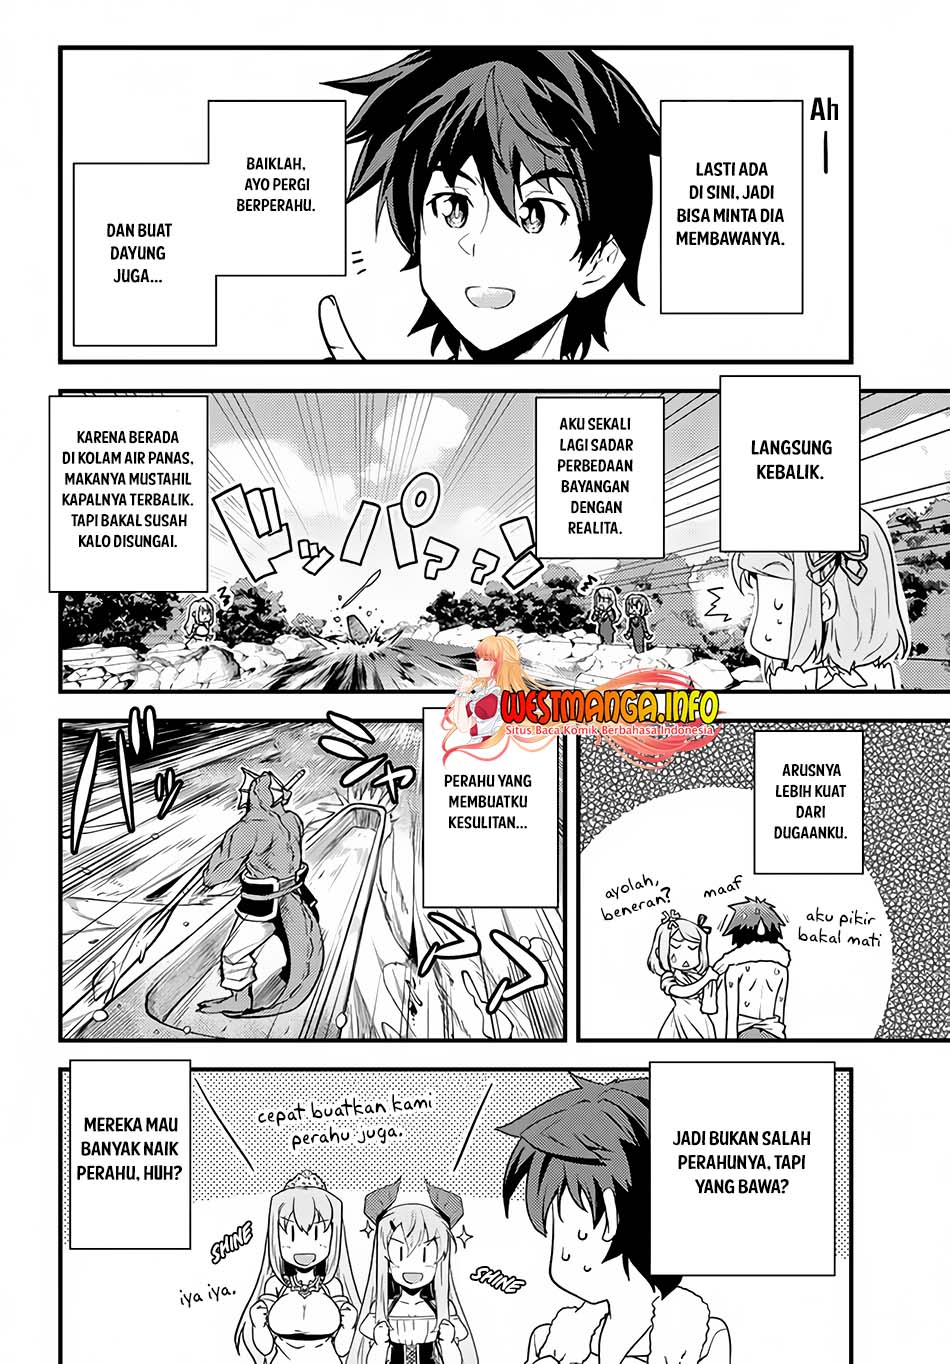 Ah
LASTI ADA
DI SINI, JADI
BISA MINTA DIA
MEMBAWANYA.
BAIKLAH,
AYO PERGI
BERPERAHU.
DAN BUAT
DAYUNG
JUGA...
LANGSUNG
KEBALIK.
AKU SEKALI
LAGI SADAR
PERBEDAAN
BAYANGAN
DENGAN
REALITA.
ドッパァァァン!
KARENA BERADA
DI KOLAM AIR PANAS,
MAKANYA MUSTAHIL
KAPALNYA TERBALIK.
TAPI BAKAL SUSAH
KALO DISUNGAI.
WESTMANGA.INFO
Situs Baca Komik Berbahasa Indonesia
ARUSNYA
LEBIH KUAT
DARI
DUGAANKU.
ayolah,
beneran?
maaf
aku pikir
bakal mati
PERAHU YANG
MEMBUATKU
KESULITAN...
JADI BUKAN SALAH
PERAHUNYA, TAPI
YANG BAWA?
cepat buatkan kami
perahu juga.
MEREKA MAU
BANYAK NAIK
PERAHU, HUH?
SHINE
SHINE
iya iya.